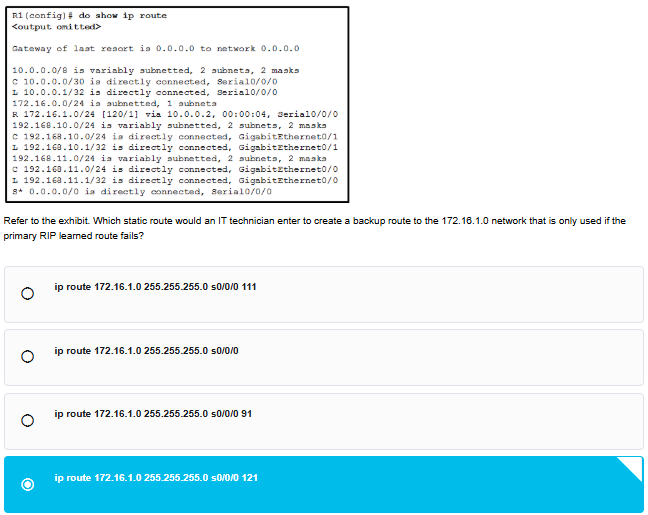 R1(config)# do show ip route
<output omitted>
Gateway of last resort is 0.0.0.0 to network 0.0.0.0
10.0.0.0/8 is variably subnetted, 2 subnets, 2 masks
C 10.0.0.0/30 is directly connected, Serial0/0/0
L 10.0.0.1/32 is directly connected, Serial0/0/0
172.16.0.0/24 is subnetted, 1 subnets
R 172.16.1.0/24 [120/1] via 10.0.0.2, 00:00:04, Serial0/0/0
192.168.10.0/24 is variably subnetted, 2 subnets, 2 masks
C 192.168.10.0/24 is directly connected, GigabitEthernet0/1
L 192.168.10.1/32 is directly connected, GigabitEthernet0/1
192.168.11.0/24 is variably subnetted, 2 subnets, 2 masks
C 192.168.11.0/24 is directly connected, GigabitEthernet0/0
L 192.168.11.1/32 is directly connected, GigabitEthernet0/0
S* 0.0.0.0/0 is directly connected, Serial0/0/0
Refer to the exhibit. Which static route would an IT technician enter to create a backup route to the 172.16.1.0 network that is only used if the
primary RIP learned route fails?
ip route 172.16.1.0 255.255.255.0 s0/0/0 111
ip route 172.16.1.0 255.255.255.0 s0/0/0
ip route 172.16.1.0 255.255.255.0 s0/0/0 91
ip route 172.16.1.0 255.255.255.0 s0/0/0 121